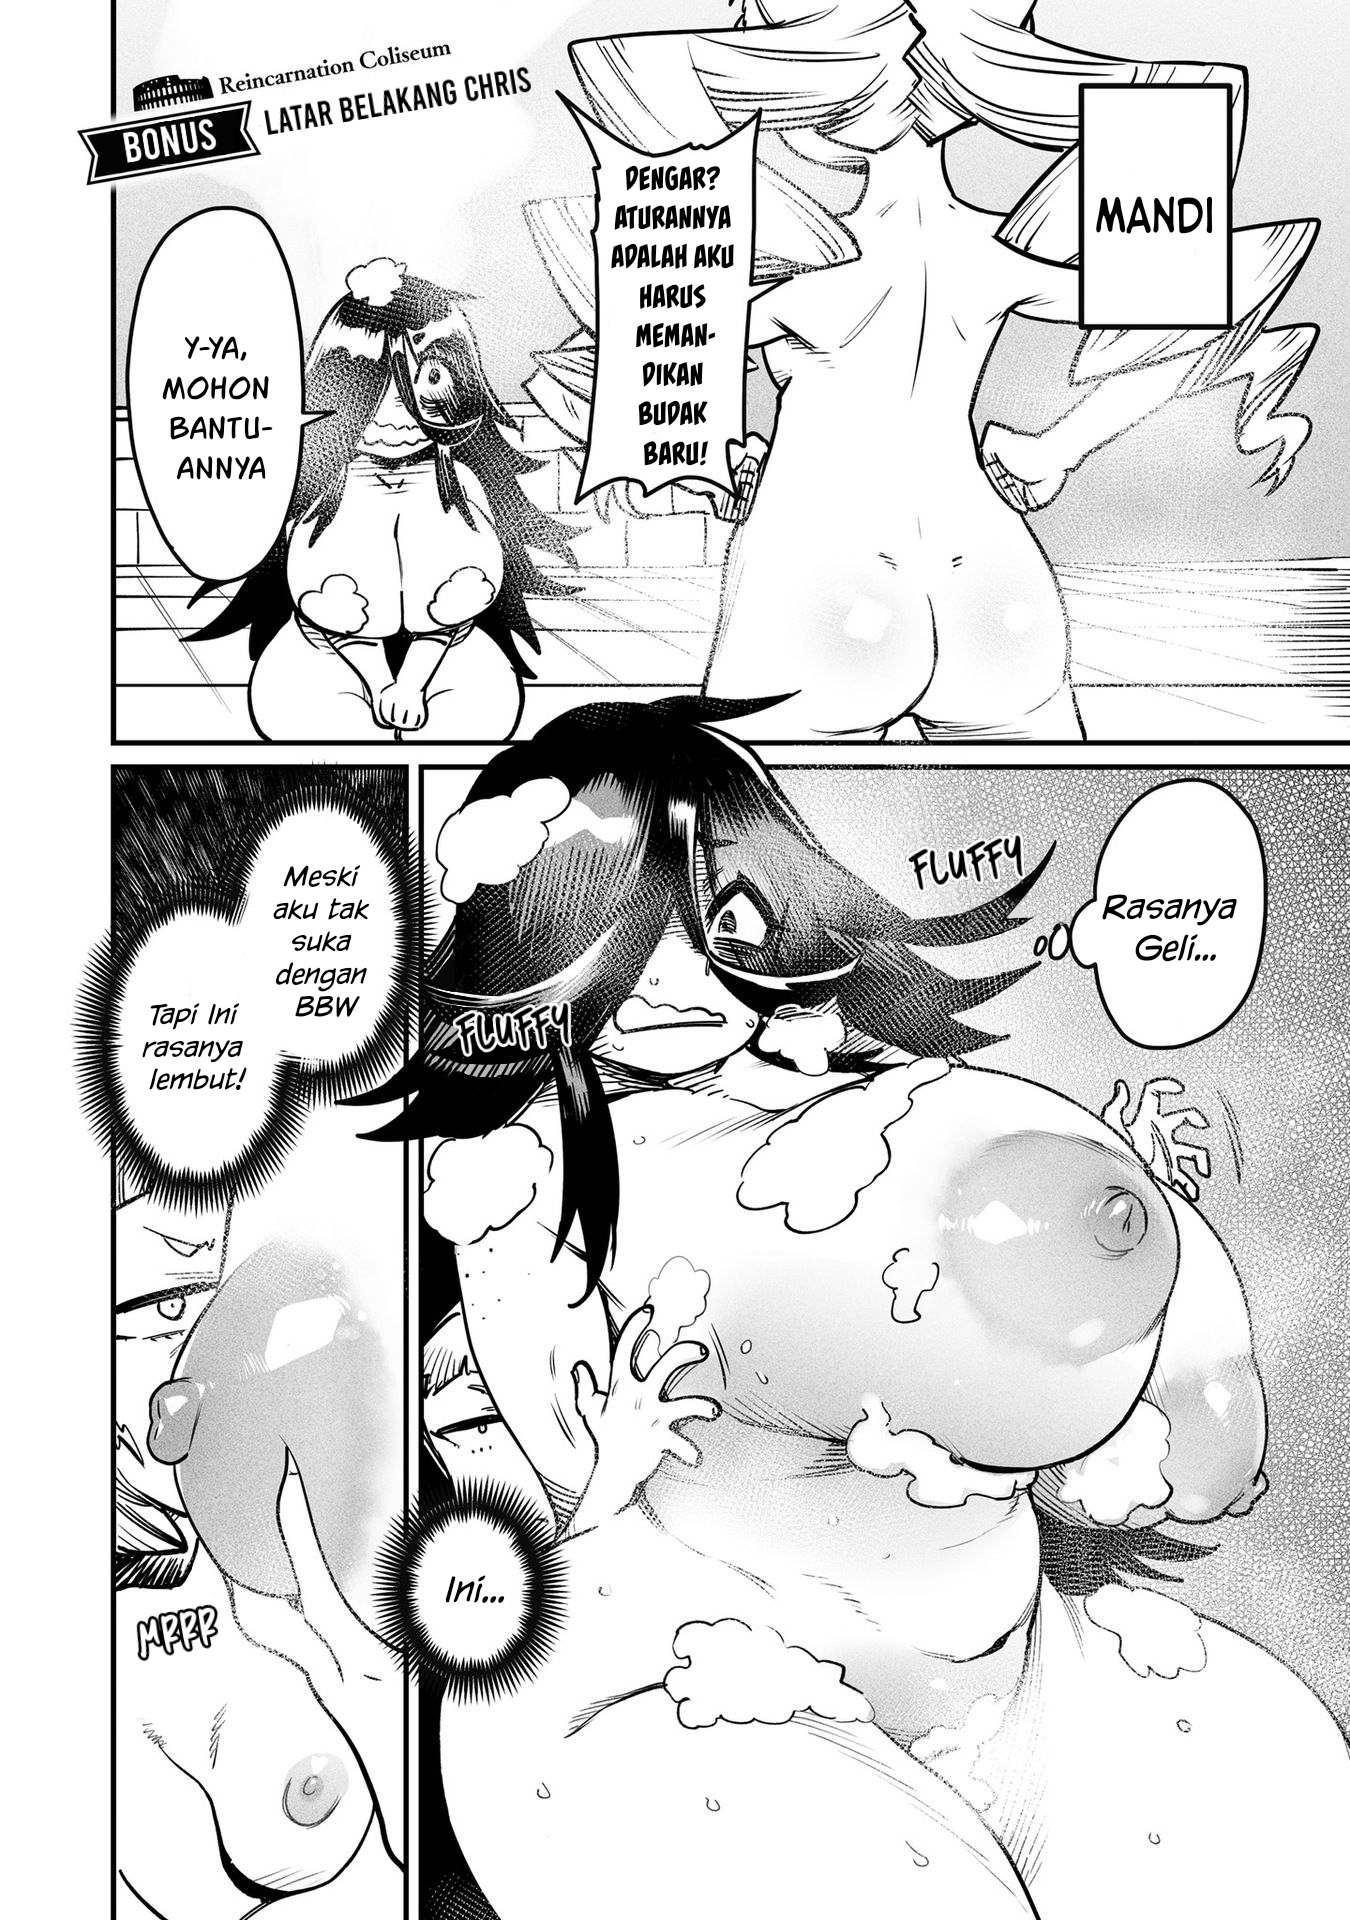 Reincarnation Coliseum
BONUS
LATAR BELAKANG CHRIS
MANDI
DENGAR?
ATURANNYA
ADALAH AKU
HARUS
MEMAN-
DIKAN
BUDAK
BARU!
Y-YA,
MOHON
BANTU-
ANNYA
FLUFFY
Rasanya
Geli...
FLUFFY
Meski
aku tak
suka
dengan
BBW
Tapi Ini
rasanya
lembut!
Ini...
MRRR